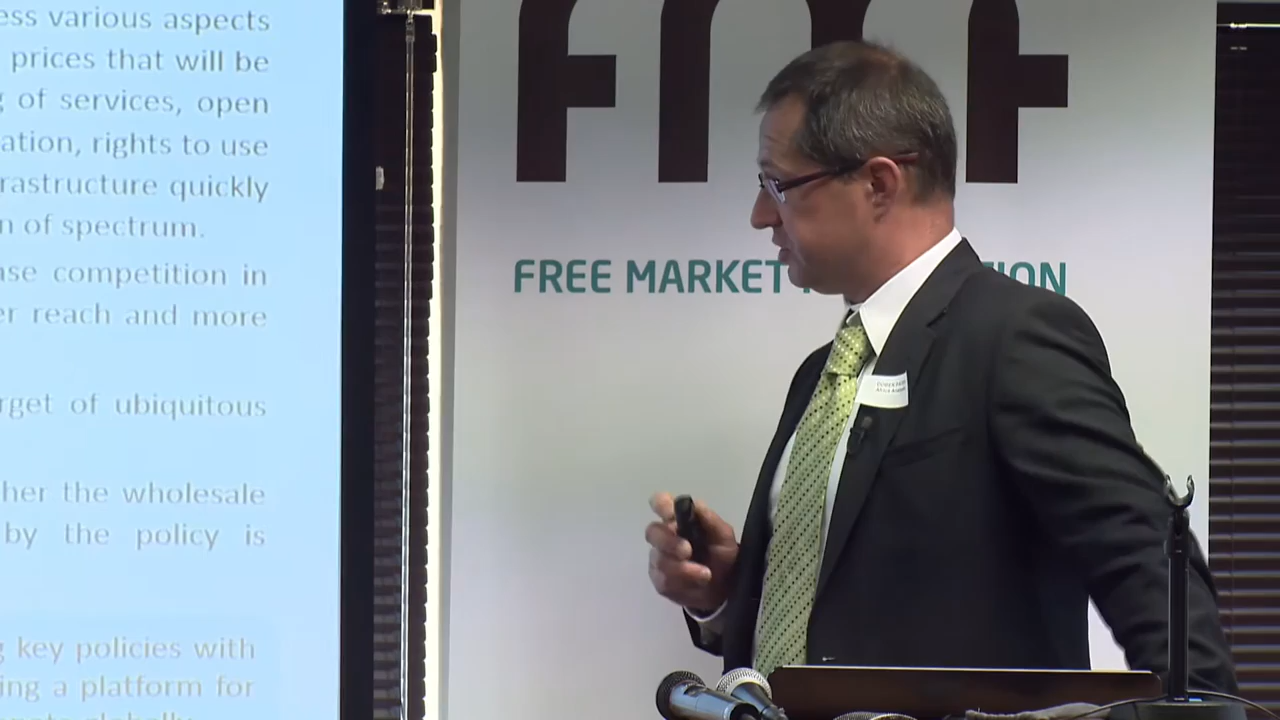 ess various aspects
prices that will be
g of services, open
ation, rights to use
rastructure quickly
n of spectrum.
ase competition in
er reach and more
rget of ubiquitous
her the wholesale
by the policy is
g key policies with
ing a platform for
FMF
FREE MARKET
ION